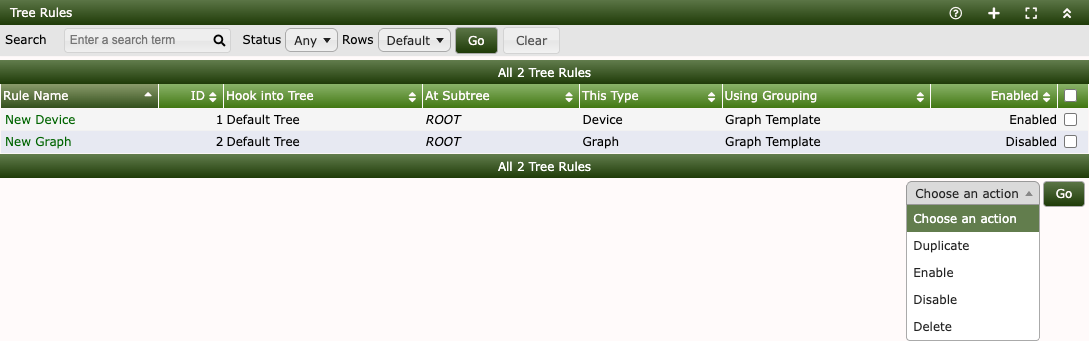 Tree Rules
Search Enter a search term Status Any Rows Default Go Clear
All 2 Tree Rules
Rule Name ID Hook into Tree At Subtree This Type Using Grouping Enabled
New Device 1 Default Tree ROOT Device Graph Template Enabled
New Graph 2 Default Tree ROOT Graph Graph Template Disabled
All 2 Tree Rules
Choose an action Go
Choose an action
Duplicate
Enable
Disable
Delete